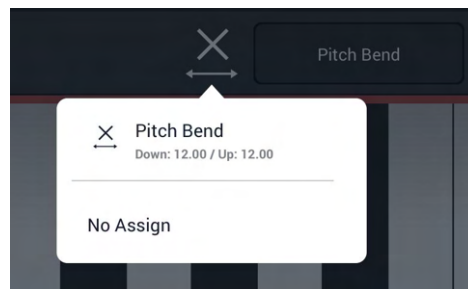 Pitch Bend
Pitch Bend
Down: 12.00 / Up: 12.00
No Assign